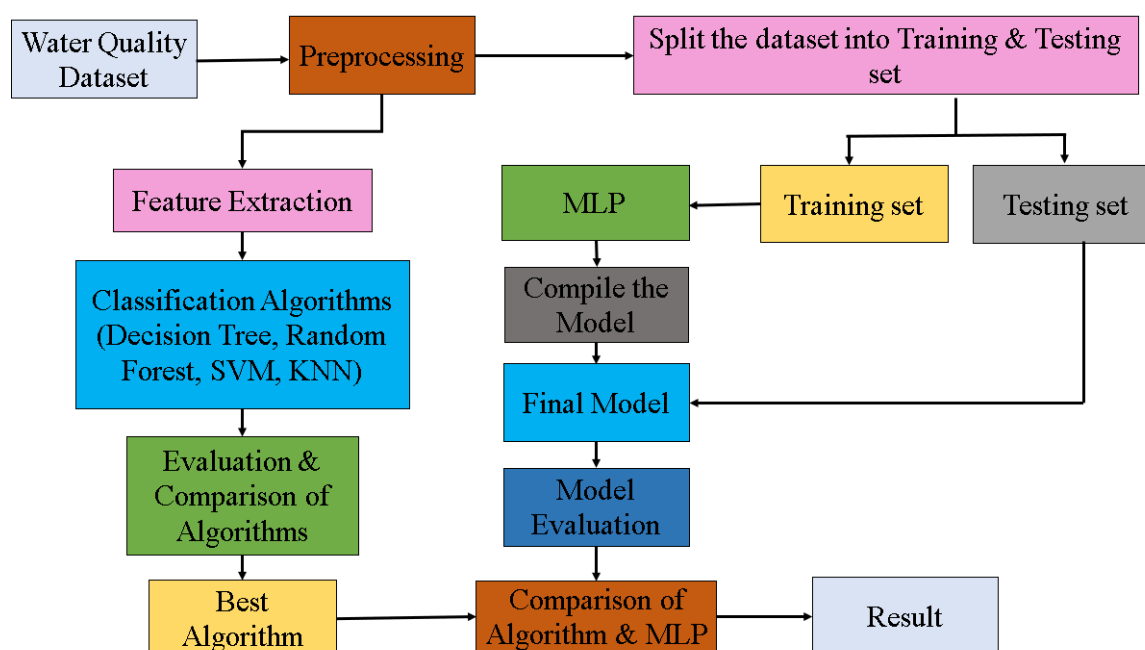 Water Quality
Dataset
Preprocessing
Split the dataset into Training & Testing
set
Feature Extraction
MLP
Training set
Testing set
Classification Algorithms
(Decision Tree, Random
Forest, SVM, KNN)
Compile the
Model
Final Model
Evaluation &
Comparison of
Algorithms
Model
Evaluation
Best
Algorithm
Comparison of
Algorithm & MLP
Result